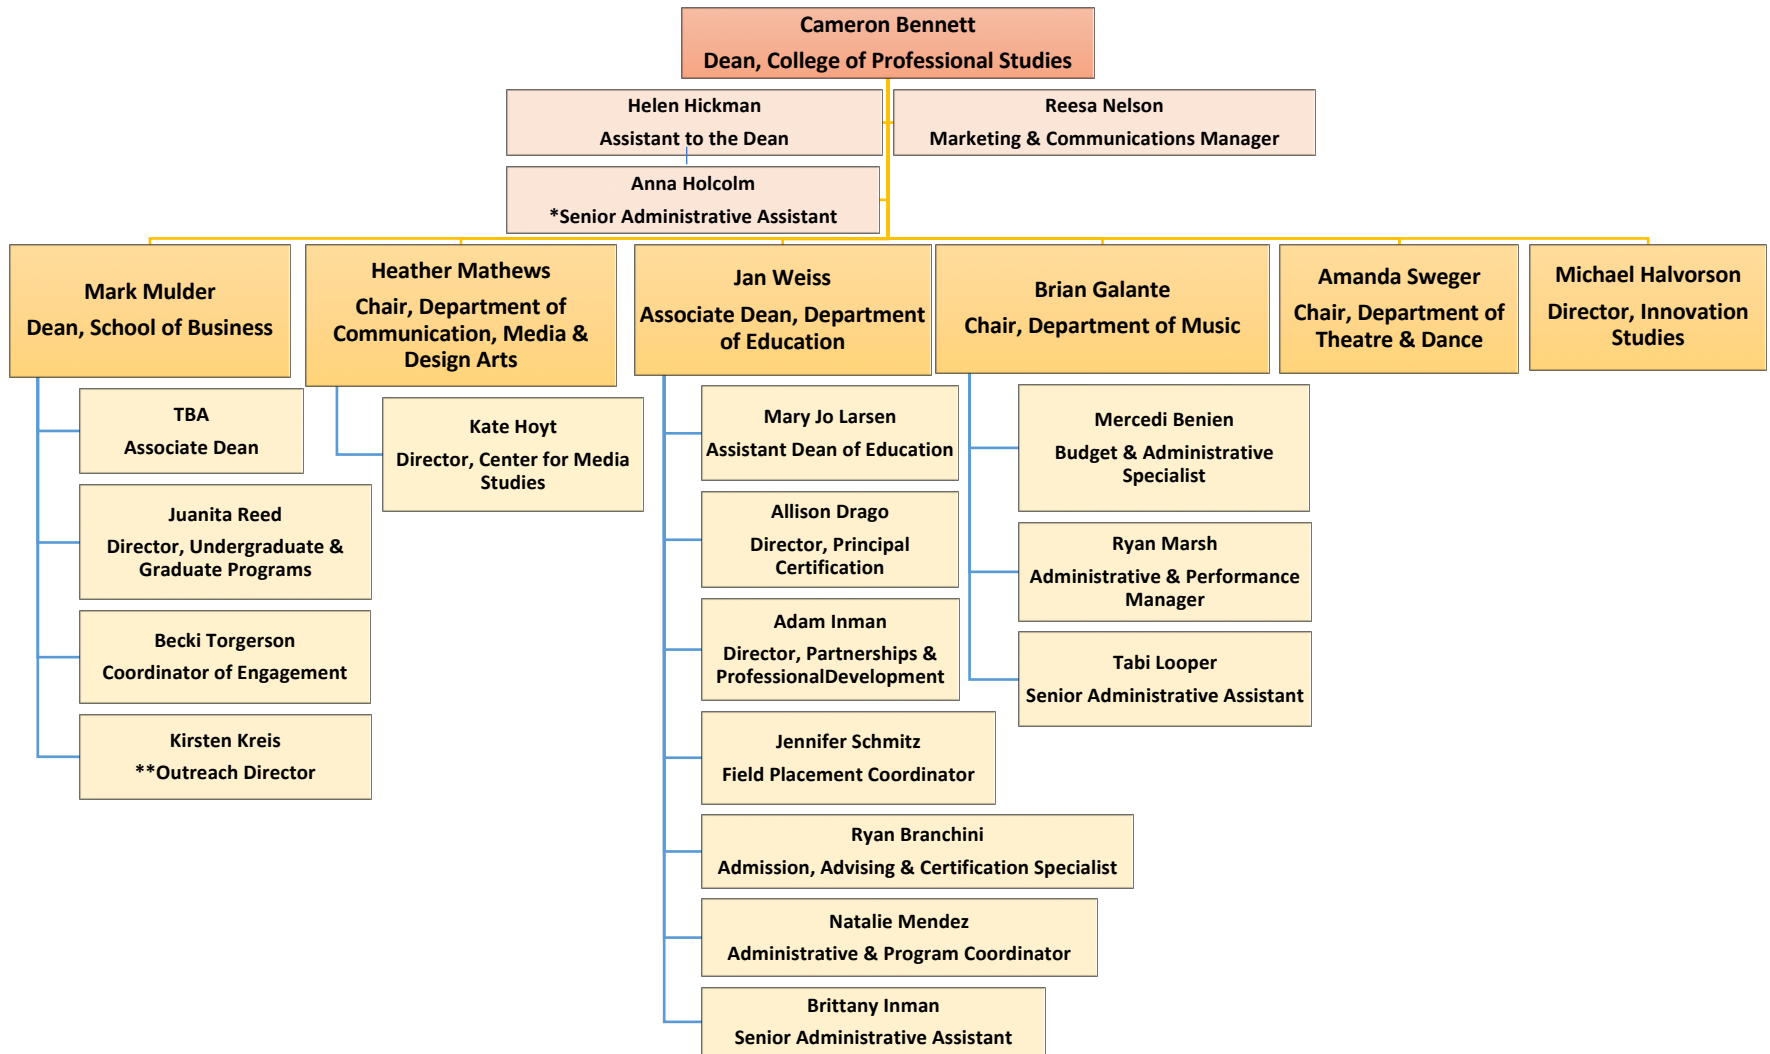 Cameron Bennett
Dean, College of Professional Studies
Helen Hickman
Assistant to the Dean
Reesa Nelson
Marketing & Communications Manager
Anna Holcolm
*Senior Administrative Assistant
Mark Mulder
Dean, School of Business
Heather Mathews
Chair, Department of
Communication, Media &
Design Arts
Jan Weiss
Associate Dean, Department
of Education
Brian Galante
Chair, Department of Music
Amanda Sweger
Chair, Department of
Theatre & Dance
Michael Halvorson
Director, Innovation
Studies
TBA
Associate Dean
Juanita Reed
Director, Undergraduate &
Graduate Programs
Becki Torgerson
Coordinator of Engagement
Kirsten Kreis
**Outreach Director
Kate Hoyt
Director, Center for Media
Studies
Mary Jo Larsen
Assistant Dean of Education
Allison Drago
Director, Principal
Certification
Adam Inman
Director, Partnerships &
ProfessionalDevelopment
Jennifer Schmitz
Field Placement Coordinator
Ryan Branchini
Admission, Advising & Certification Specialist
Natalie Mendez
Administrative & Program Coordinator
Brittany Inman
Senior Administrative Assistant
Mercedi Benien
Budget & Administrative
Specialist
Ryan Marsh
Administrative & Performance
Manager
Tabi Looper
Senior Administrative Assistant